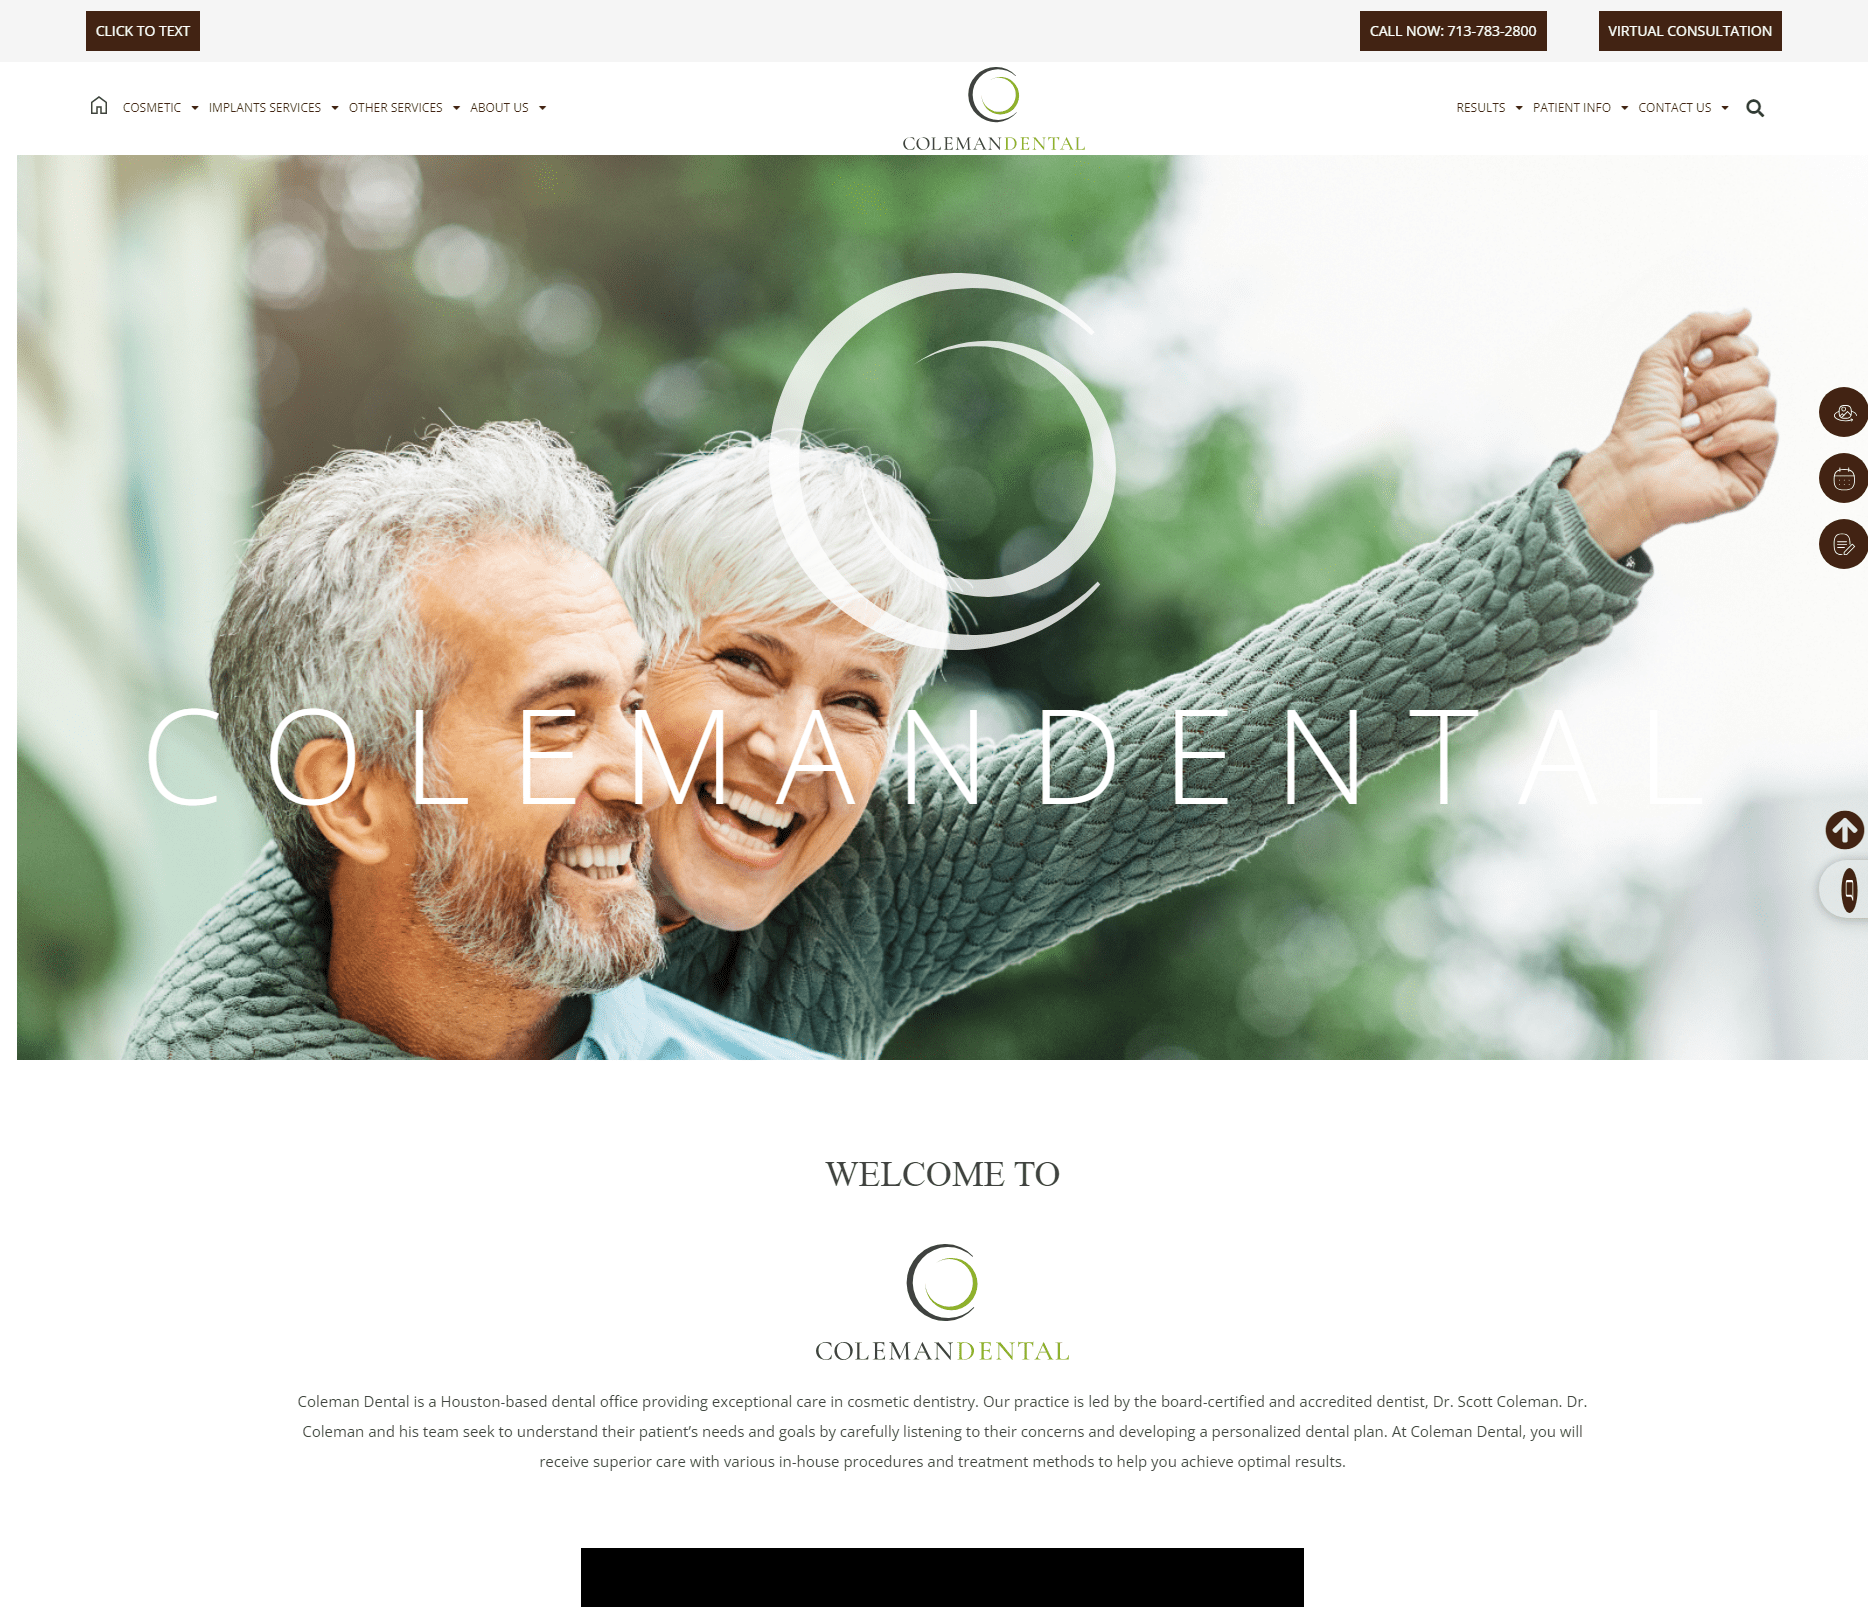 CLICK TO TEXT
CALL NOW: 713-783-2800
VIRTUAL CONSULTATION
COSMETIC
IMPLANTS SERVICES
OTHER SERVICES
ABOUT US
COLEMANDENTAL
RESULTS
PATIENT INFO
CONTACT US
COLEMANDENTAL
WELCOME TO
COLEMANDENTAL
Coleman Dental is a Houston-based dental office providing exceptional care in cosmetic dentistry. Our practice is led by the board-certified and accredited dentist, Dr. Scott Coleman. Dr.
Coleman and his team seek to understand their patient’s needs and goals by carefully listening to their concerns and developing a personalized dental plan. At Coleman Dental, you will
receive superior care with various in-house procedures and treatment methods to help you achieve optimal results.